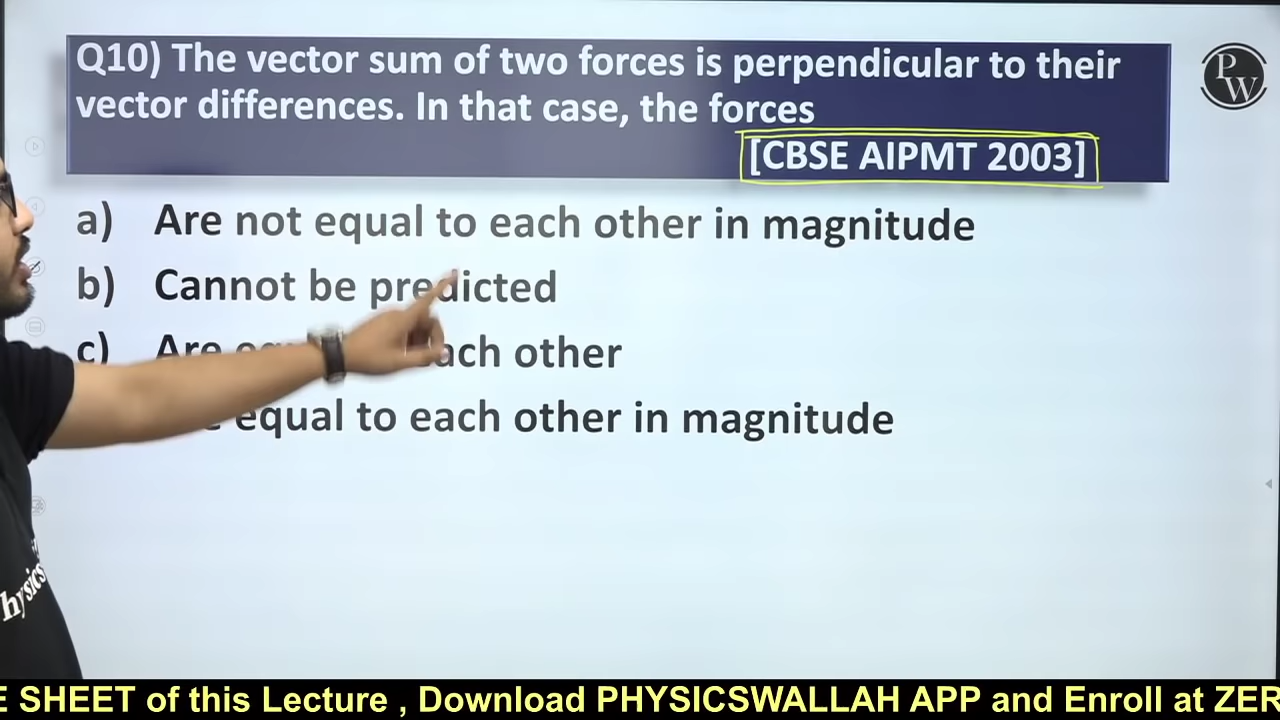 Q10) The vector sum of two forces is perpendicular to their
vector differences. In that case, the forces
[CBSE AIPMT 2003]
P
W
a) Are not equal to each other in magnitude
b) Cannot be predicted
c) Are each other
equal to each other in magnitude
hysics
E SHEET of this Lecture , Download PHYSICSWALLAH APP and Enroll at ZER